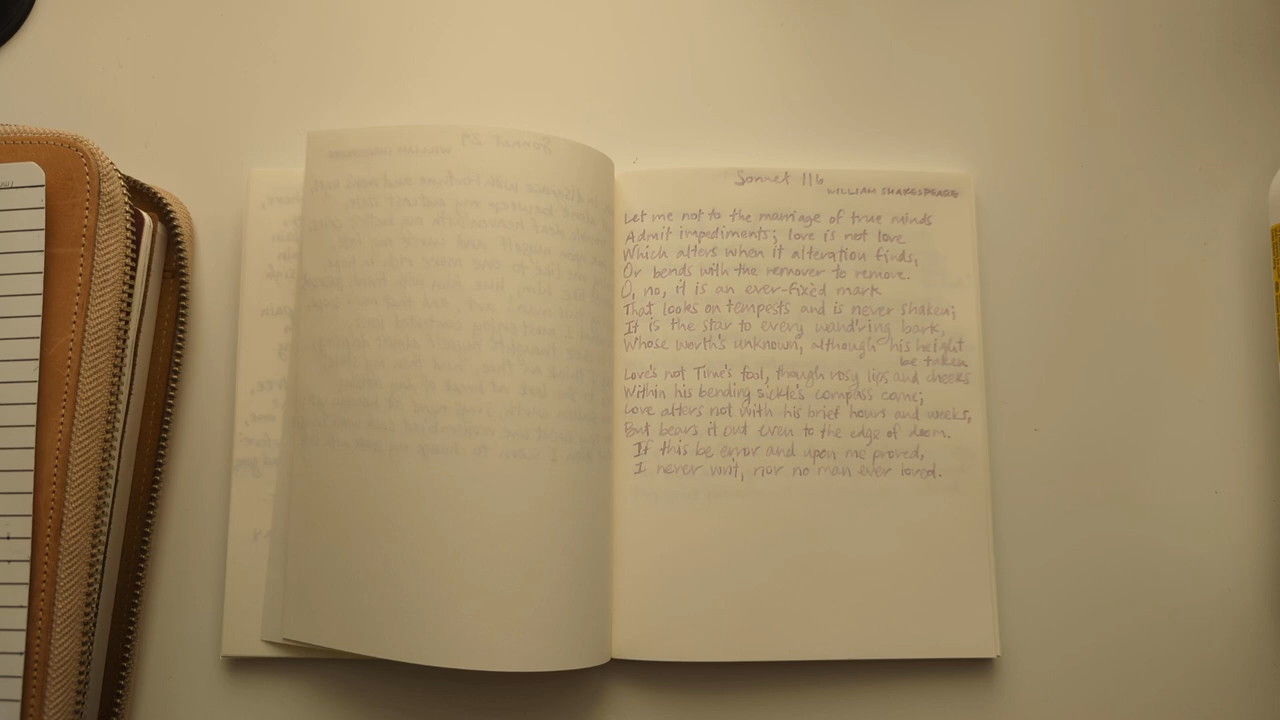 Sonnet 116
WILLIAM SHAKESPEARE
Let me not to the marriage of true minds
Admit impediments; love is not love
Which alters when it alteration finds,
Or bends with the remover to remove.
O, no, it is an ever-fixèd mark
That looks on tempests and is never shaken;
It is the star to every wand'ring bark,
Whose worth's unknown, although his height
be taken
Love's not Time's fool, though rosy lips and cheeks
Within his bending sickle's compass come;
Love alters not with his brief hours and weeks,
But bears it out even to the edge of doom.
If this be error and upon me proved,
I never writ, nor no man ever loved.